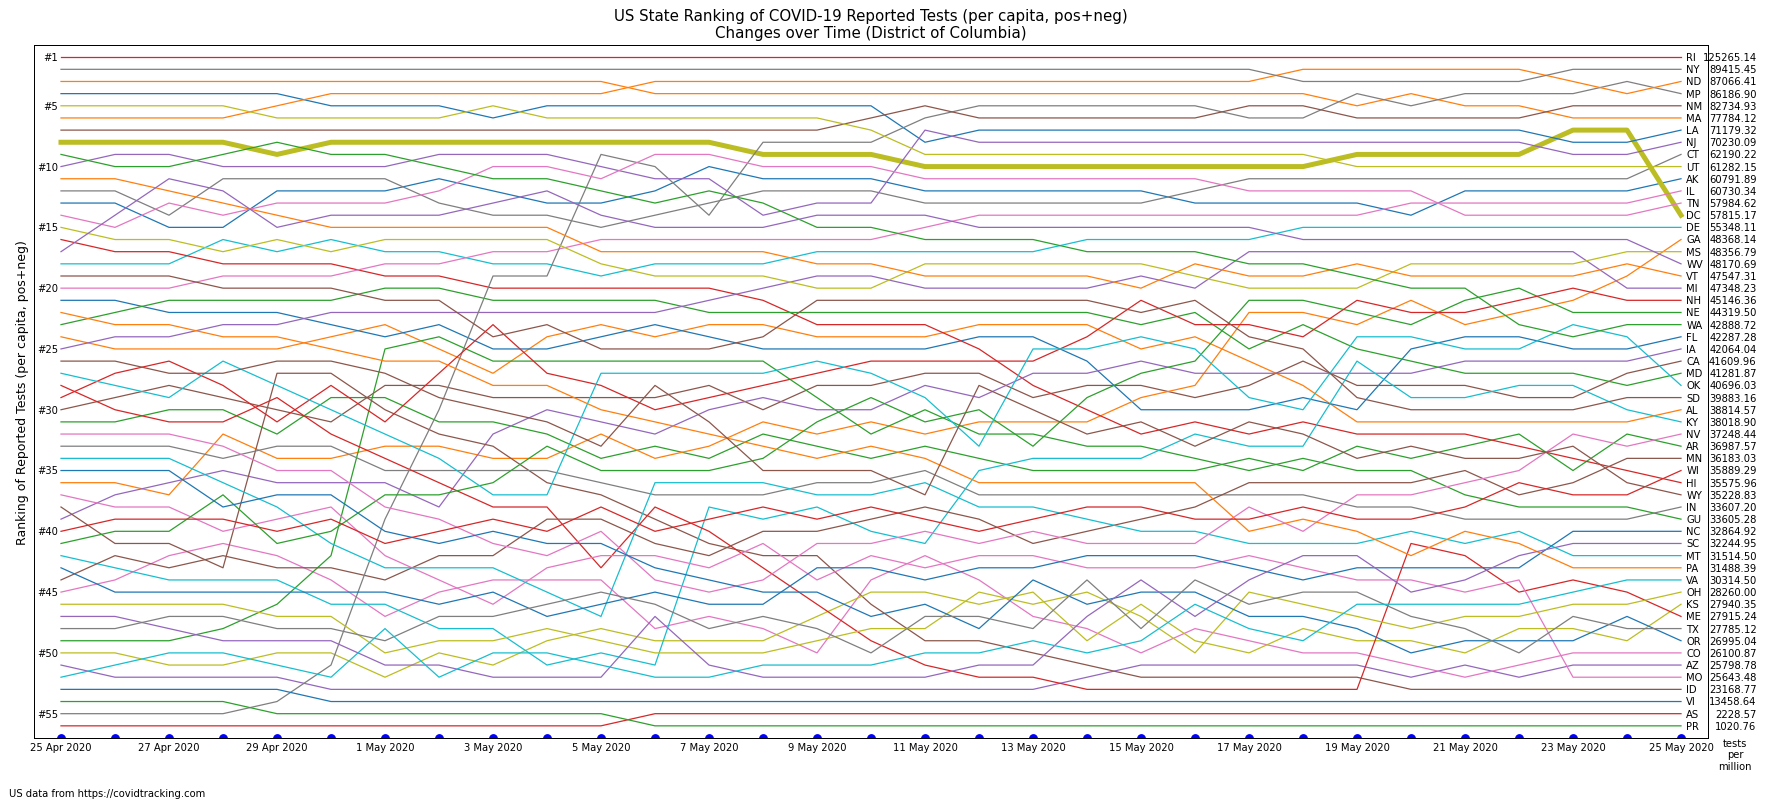 US State Ranking of COVID-19 Reported Tests (per capita, pos+neg)
Changes over Time (District of Columbia)
Ranking of Reported Tests (per capita, pos+neg)
#1
#5
#10
#15
#20
#25
#30
#35
#40
#45
#50
#55
RI 125265.14
NY 89415.45
ND 87066.41
MP 86186.90
NM 82734.93
MA 77784.12
LA 71179.32
NJ 70230.09
CT 62190.22
UT 61282.15
AK 60791.89
IL 60730.34
TN 57984.62
DC 57815.17
DE 55348.11
GA 48368.14
MS 48356.79
WV 48170.69
VT 47547.31
MI 47348.23
NH 45146.36
NE 44319.50
WA 42888.72
FL 42287.28
IA 42064.04
CA 41609.96
MD 41281.87
OK 40696.03
SD 39883.16
AL 38814.57
KY 38018.90
NV 37248.44
AR 36987.57
MN 36183.03
WI 35889.29
HI 35575.96
WY 35228.83
IN 33607.20
GU 33605.28
NC 32864.92
SC 32244.95
MT 31514.50
PA 31488.39
VA 30314.50
OH 28260.00
KS 27940.35
ME 27915.24
TX 27785.12
OR 26995.04
CO 26100.87
AZ 25798.78
MO 25643.48
ID 23168.77
VI 13458.64
AS 2228.57
PR 1020.76
25 Apr 2020 27 Apr 2020 29 Apr 2020 1 May 2020 3 May 2020 5 May 2020 7 May 2020 9 May 2020 11 May 2020 13 May 2020 15 May 2020 17 May 2020 19 May 2020 21 May 2020 23 May 2020 25 May 2020
tests
per
million
US data from https://covidtracking.com